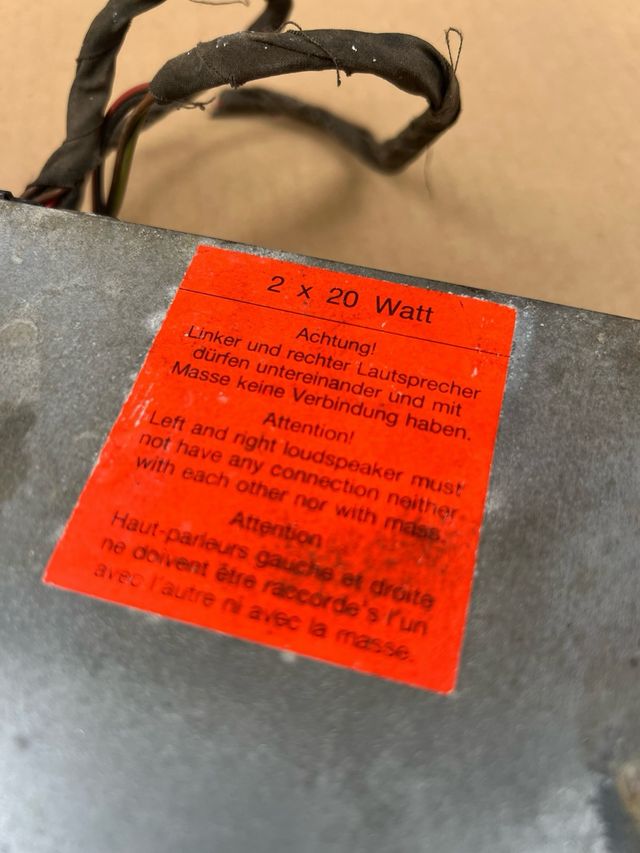 2 x 20 Watt
Achtung!
Linker und rechter Lautsprecher
dürfen untereinander und mit
Masse keine Verbindung haben.
Attention!
Left and right loudspeaker must
not have any connection neither
with each other nor with mass.
Attention
Haut-parleurs gauche et droite
ne doivent être raccorde's l'un
avec l'autre ni avec la masse.